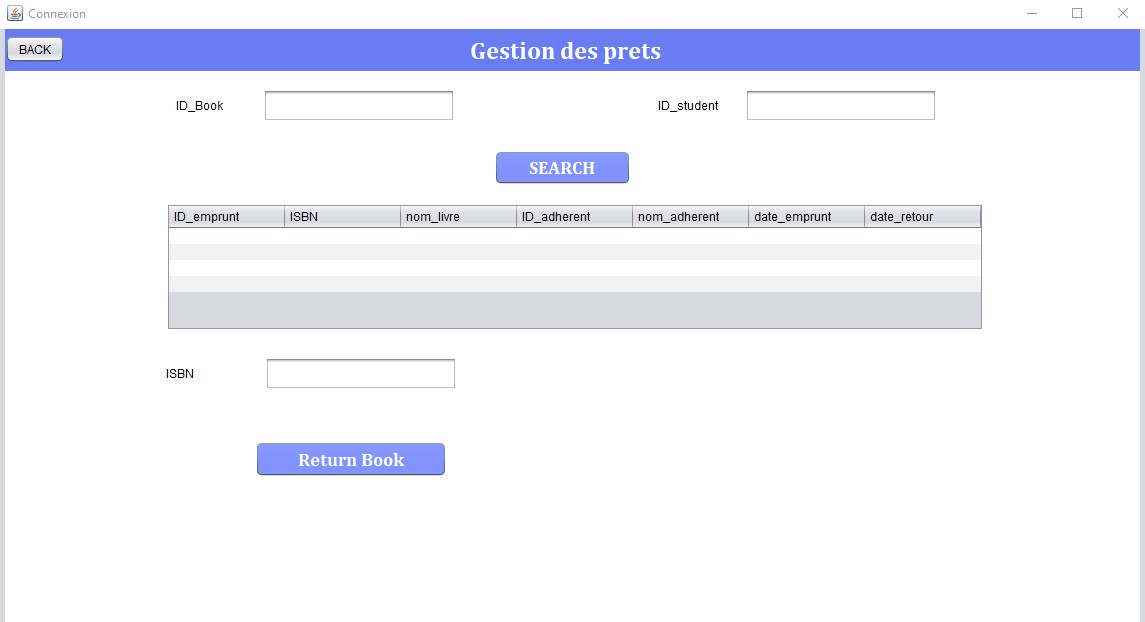 Connexion
BACK
Gestion des prets
ID_Book
ID_student
SEARCH
ID_emprunt ISBN nom_livre ID_adherent nom_adherent date_emprunt date_retour
ISBN
Return Book